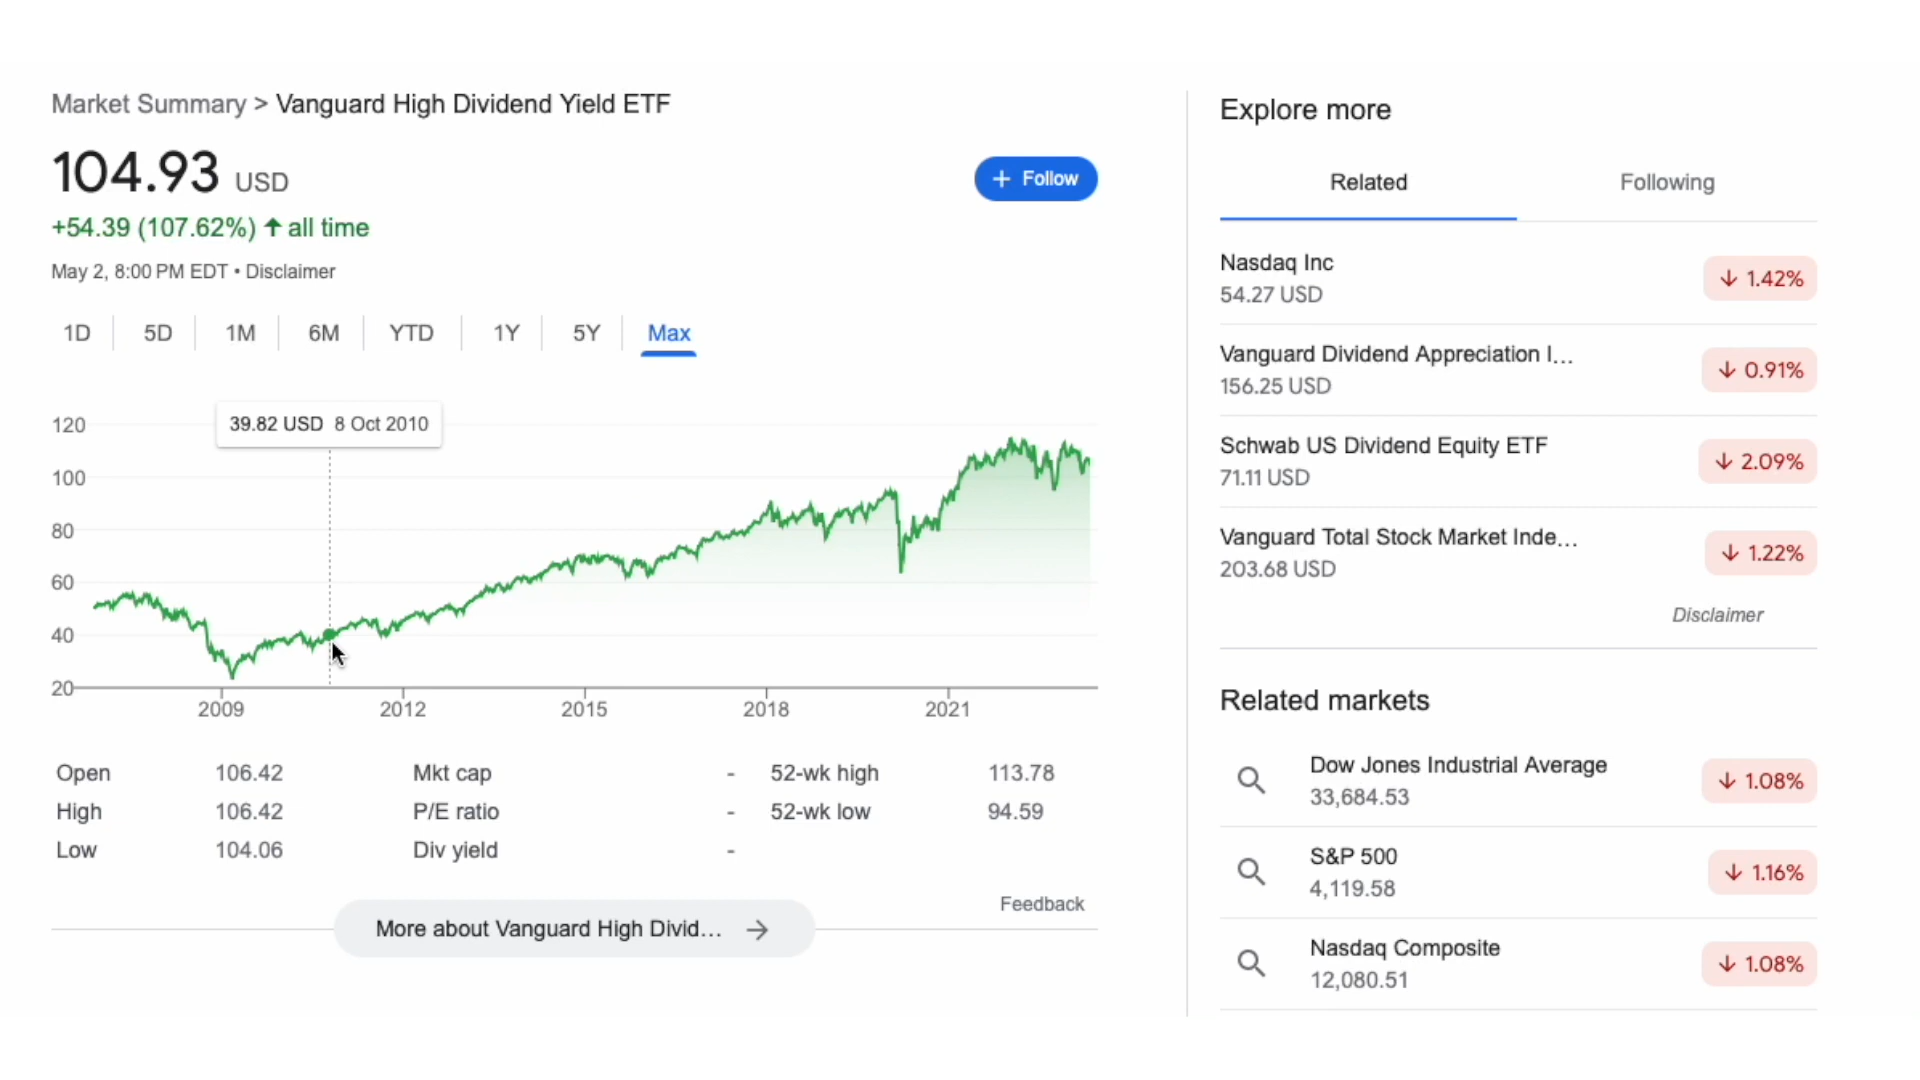 Market Summary > Vanguard High Dividend Yield ETF
104.93 USD
+ Follow
+54.39 (107.62%) ↑ all time
May 2, 8:00 PM EDT • Disclaimer
1D 5D 1M 6M YTD 1Y 5Y Max
39.82 USD 8 Oct 2010
120
100
80
60
40
20
2009 2012 2015 2018 2021
Open 106.42 Mkt cap - 52-wk high 113.78
High 106.42 P/E ratio - 52-wk low 94.59
Low 104.06 Div yield -
Feedback
More about Vanguard High Divid... →
Explore more
Related Following
Nasdaq Inc
54.27 USD
↓ 1.42%
Vanguard Dividend Appreciation I...
156.25 USD
↓ 0.91%
Schwab US Dividend Equity ETF
71.11 USD
↓ 2.09%
Vanguard Total Stock Market Inde...
203.68 USD
↓ 1.22%
Disclaimer
Related markets
Dow Jones Industrial Average
33,684.53
↓ 1.08%
S&P 500
4,119.58
↓ 1.16%
Nasdaq Composite
12,080.51
↓ 1.08%